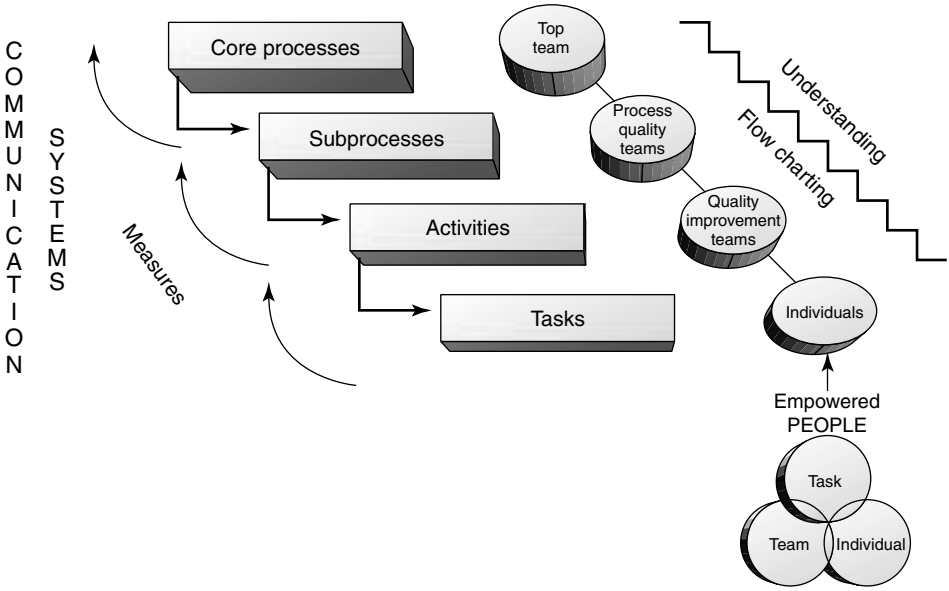 COMMUNICATION
SYSTEMS
Measures
Core processes
Subprocesses
Activities
Tasks
Top
team
Process
quality
teams
Quality
improvement
teams
Individuals
Understanding
Flow charting
Empowered
PEOPLE
Task
Team
Individual